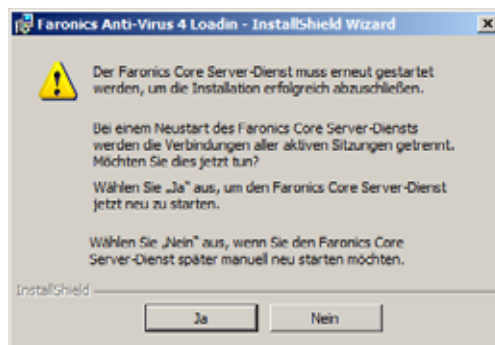 Faronics Anti-Virus 4 Loadin - InstallShield Wizard
Der Faronics Core Server-Dienst muss erneut gestartet
werden, um die Installation erfolgreich abzuschließen.
Bei einem Neustart des Faronics Core Server-Diensts
werden die Verbindungen aller aktiven Sitzungen getrennt.
Möchten Sie dies jetzt tun?
Wählen Sie „Ja“ aus, um den Faronics Core Server-Dienst
jetzt neu zu starten.
Wählen Sie „Nein“ aus, wenn Sie den Faronics Core
Server-Dienst später manuell neu starten möchten.
InstallShield
Ja
Nein